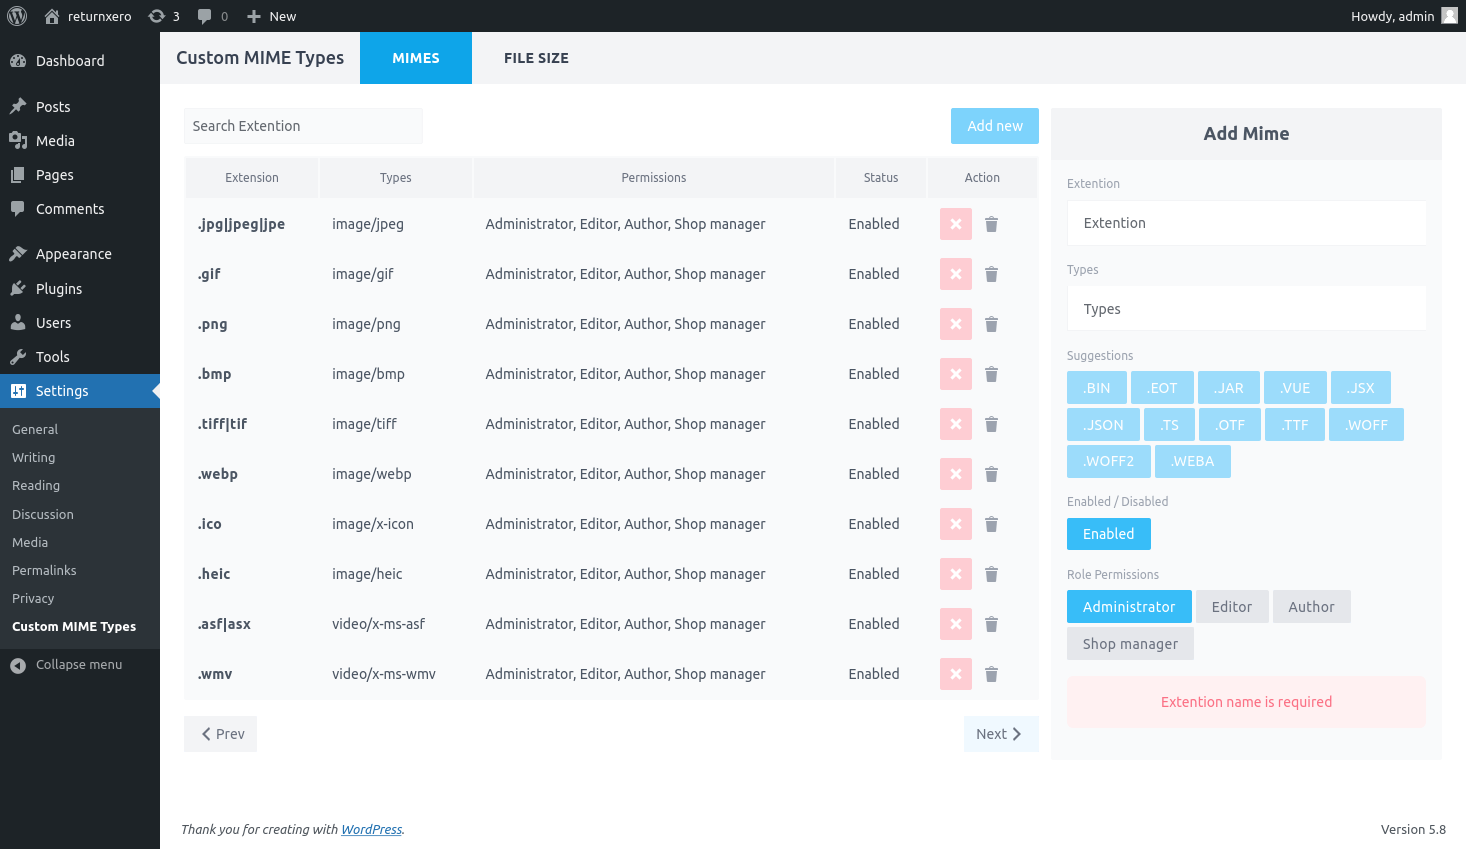 returnxero 3 0 New Howdy, admin
Dashboard
Posts
Media
Pages
Comments
Appearance
Plugins
Users
Tools
Settings
General
Writing
Reading
Discussion
Media
Permalinks
Privacy
Custom MIME Types
Collapse menu
Custom MIME Types MIMES FILE SIZE
Search Extention Add new
Extension Types Permissions Status Action
.jpg|jpeg|jpe image/jpeg Administrator, Editor, Author, Shop manager Enabled
.gif image/gif Administrator, Editor, Author, Shop manager Enabled
.png image/png Administrator, Editor, Author, Shop manager Enabled
.bmp image/bmp Administrator, Editor, Author, Shop manager Enabled
.tiff|tif image/tiff Administrator, Editor, Author, Shop manager Enabled
.webp image/webp Administrator, Editor, Author, Shop manager Enabled
.ico image/x-icon Administrator, Editor, Author, Shop manager Enabled
.heic image/heic Administrator, Editor, Author, Shop manager Enabled
.asf|asx video/x-ms-asf Administrator, Editor, Author, Shop manager Enabled
.wmv video/x-ms-wmv Administrator, Editor, Author, Shop manager Enabled
Prev Next
Add Mime
Extention
Extention
Types
Types
Suggestions
.BIN .EOT .JAR .VUE .JSX
.JSON .TS .OTF .TTF .WOFF
.WOFF2 .WEBA
Enabled / Disabled
Enabled
Role Permissions
Administrator Editor Author
Shop manager
Extention name is required
Thank you for creating with WordPress. Version 5.8